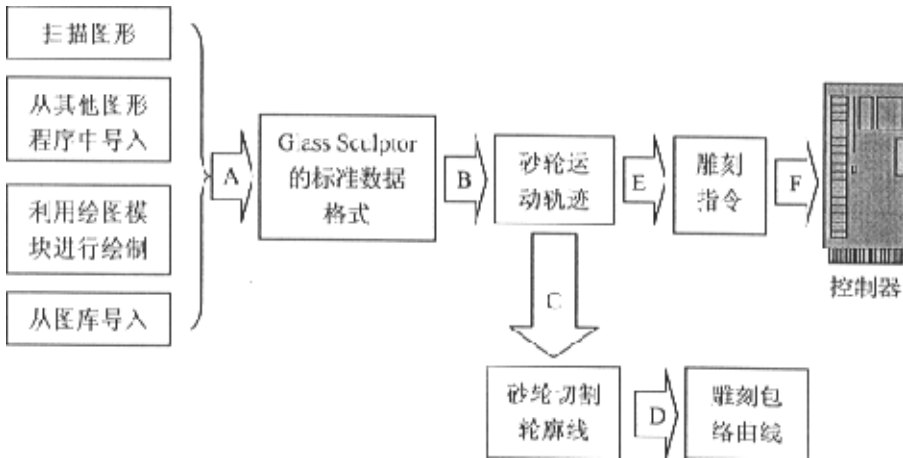 扫描图形
从其他图形
程序中导入
利用绘图模
块进行绘制
从图库导入
A
Glass Sculptor
的标准数据
格式
B
砂轮运
动轨迹
E
雕刻
指令
F
控制器
C
砂轮切割
轮廓线
D
雕刻包
络由线